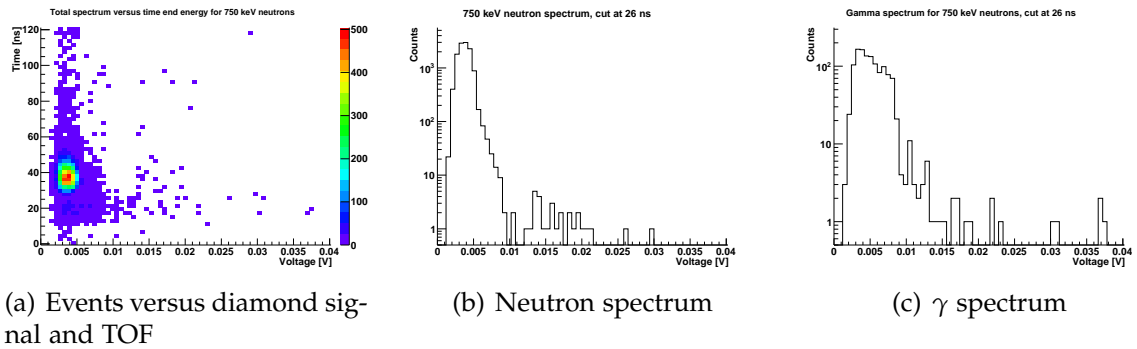 Total spectrum versus time end energy for 750 keV neutrons
Time [ns]
120
100
80
60
40
20
0
0 0.005 0.01 0.015 0.02 0.025 0.03 0.035 0.04
Voltage [V]
500
400
300
200
100
0
750 keV neutron spectrum, cut at 26 ns
Counts
10³
10²
10
1
0 0.005 0.01 0.015 0.02 0.025 0.03 0.035 0.04
Voltage [V]
Gamma spectrum for 750 keV neutrons, cut at 26 ns
Counts
10²
10
1
0 0.005 0.01 0.015 0.02 0.025 0.03 0.035 0.04
Voltage [V]
(a) Events versus diamond sig-
nal and TOF
(b) Neutron spectrum
(c) γ spectrum